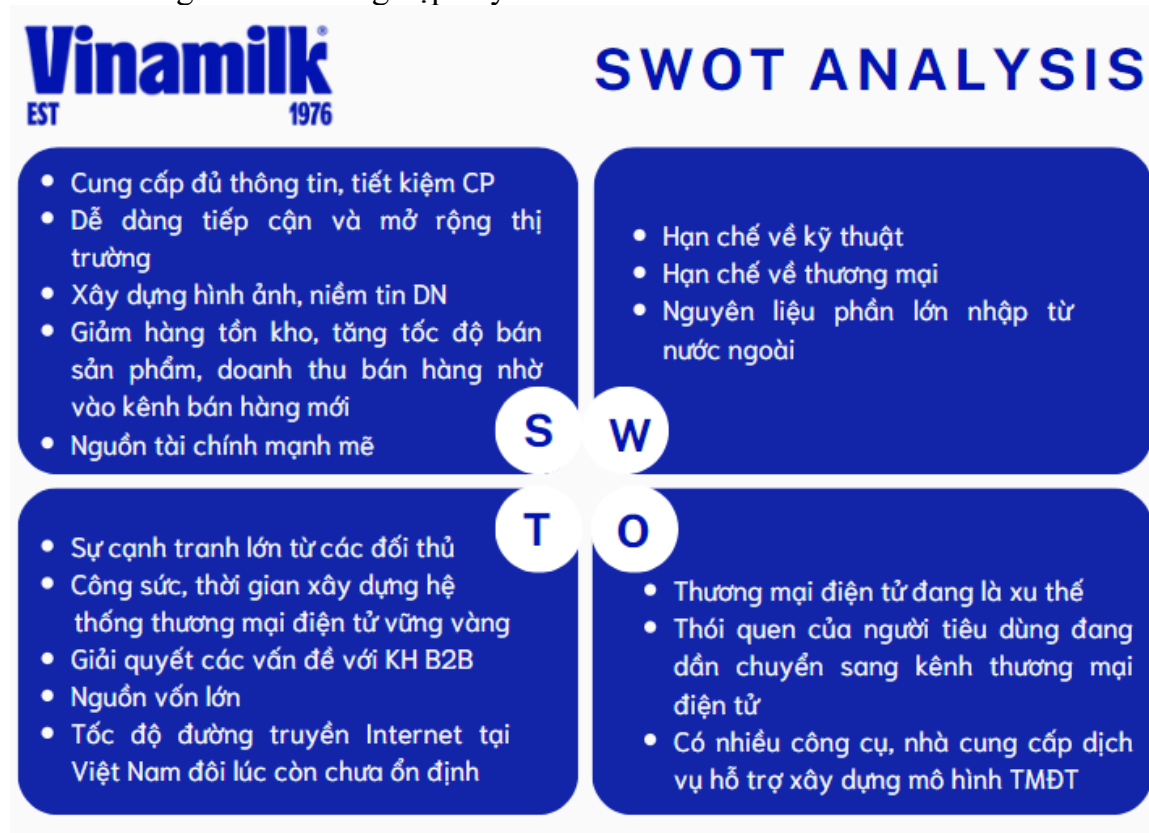 Vinamilk
EST 1976
SWOT ANALYSIS
• Cung cấp đủ thông tin, tiết kiệm CP
• Dễ dàng tiếp cận và mở rộng thị
trường
• Xây dựng hình ảnh, niềm tin DN
• Giảm hàng tồn kho, tăng tốc độ bán
sản phẩm, doanh thu bán hàng nhờ
vào kênh bán hàng mới
• Nguồn tài chính mạnh mẽ
S
• Hạn chế về kỹ thuật
• Hạn chế về thương mại
• Nguyên liệu phần lớn nhập từ
nước ngoài
W
T
• Sự cạnh tranh lớn từ các đối thủ
• Công sức, thời gian xây dựng hệ
thống thương mại điện tử vững vàng
• Giải quyết các vấn đề với KH B2B
• Nguồn vốn lớn
• Tốc độ đường truyền Internet tại
Việt Nam đôi lúc còn chưa ổn định
O
• Thương mại điện tử đang là xu thế
• Thói quen của người tiêu dùng đang
dần chuyển sang kênh thương mại
điện tử
• Có nhiều công cụ, nhà cung cấp dịch
vụ hỗ trợ xây dựng mô hình TMĐT